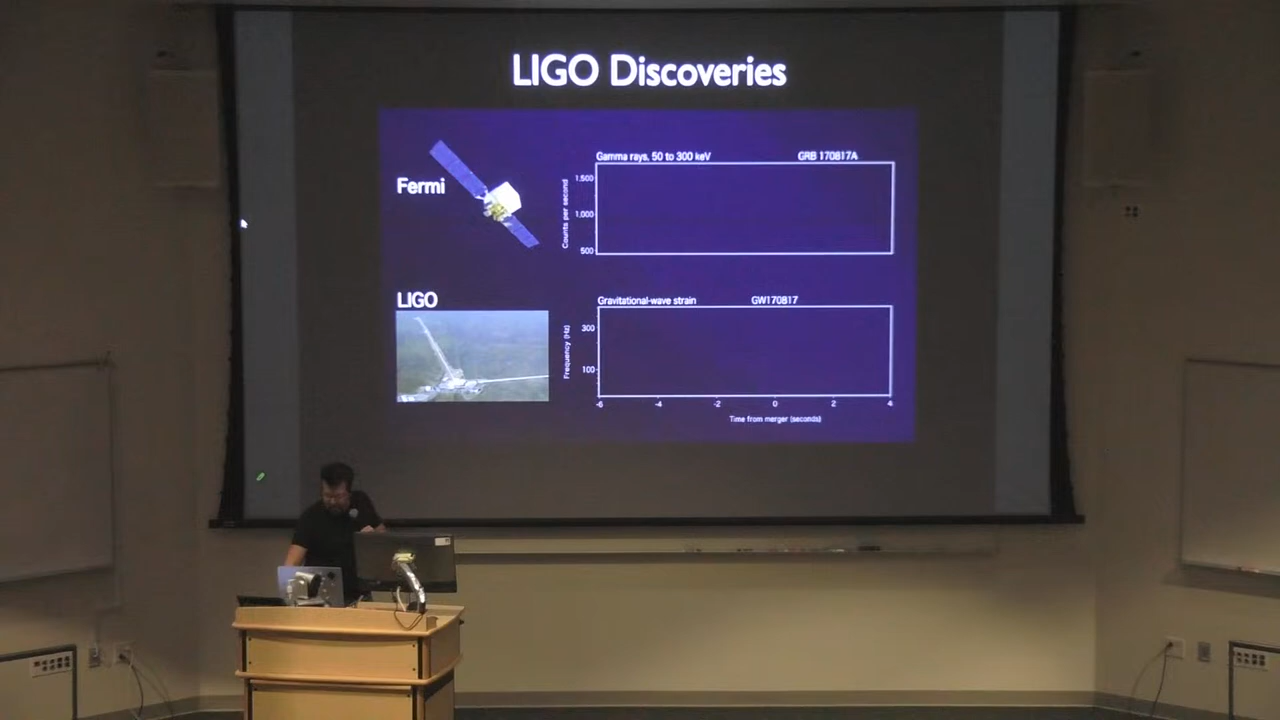 LIGO Discoveries
Fermi
Gamma rays, 50 to 300 keV
GRB 170817A
Counts per second
1,500
1,000
500
LIGO
Gravitational-wave strain
GW170817
Frequency (Hz)
300
100
-6 -4 -2 0 2 4
Time from merger (seconds)